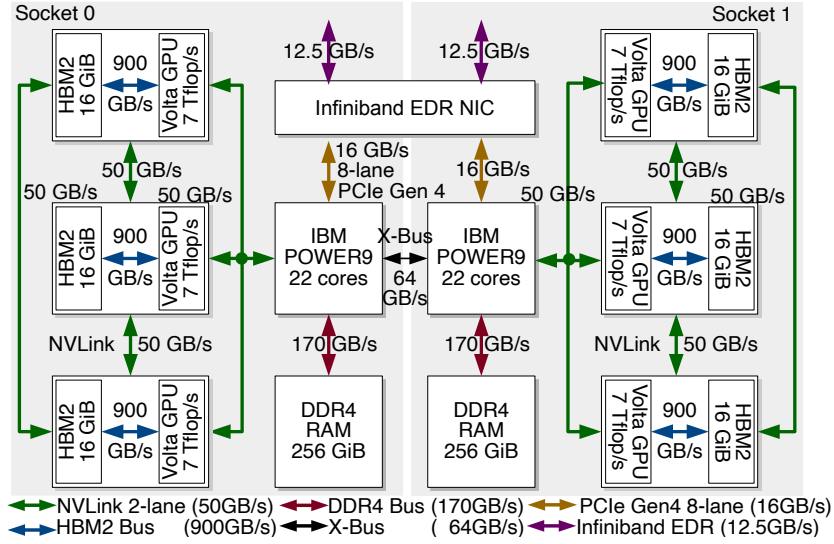 Socket 0
Socket 1
12.5 GB/s
12.5 GB/s
Infiniband EDR NIC
16 GB/s
8-lane
PCIe Gen 4
16 GB/s
HBM2
16 GiB
900
GB/s
Volta GPU
7 Tflop/s
50 GB/s
50 GB/s
50 GB/s
HBM2
16 GiB
900
GB/s
Volta GPU
7 Tflop/s
NVLink
50 GB/s
HBM2
16 GiB
900
GB/s
Volta GPU
7 Tflop/s
IBM
POWER9
22 cores
X-Bus
64
GB/s
IBM
POWER9
22 cores
170 GB/s
170 GB/s
DDR4
RAM
256 GiB
DDR4
RAM
256 GiB
Volta GPU
7 Tflop/s
900
GB/s
HBM2
16 GiB
50 GB/s
50 GB/s
50 GB/s
Volta GPU
7 Tflop/s
900
GB/s
HBM2
16 GiB
NVLink
50 GB/s
Volta GPU
7 Tflop/s
900
GB/s
HBM2
16 GiB
NVLink 2-lane (50GB/s) DDR4 Bus (170GB/s) PCIe Gen4 8-lane (16GB/s)
HBM2 Bus (900GB/s) X-Bus ( 64GB/s) Infiniband EDR (12.5GB/s)